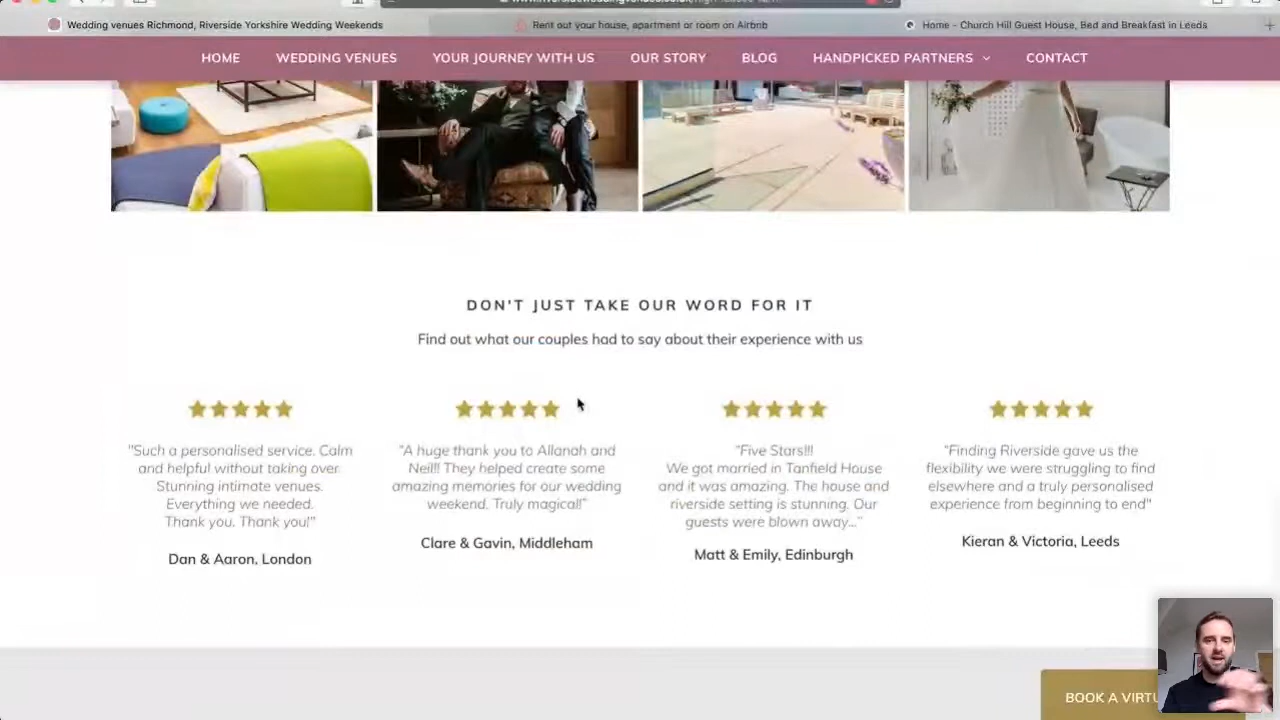 Wedding venues Richmond, Riverside Yorkshire Wedding Weekends
Rent out your house, apartment or room on Airbnb
Home – Church Hill Guest House, Bed and Breakfast in Leeds
HOME
WEDDING VENUES
YOUR JOURNEY WITH US
OUR STORY
BLOG
HANDPICKED PARTNERS
CONTACT
DON'T JUST TAKE OUR WORD FOR IT
Find out what our couples had to say about their experience with us
"Such a personalised service. Calm
and helpful without taking over.
Stunning intimate venues.
Everything we needed.
Thank you. Thank you!"
Dan & Aaron, London
“A huge thank you to Allanah and
Neil!! They helped create some
amazing memories for our wedding
weekend. Truly magical!”
Clare & Gavin, Middleham
“Five Stars!!!
We got married in Tanfield House
and it was amazing. The house and
riverside setting is stunning. Our
guests were blown away...”
Matt & Emily, Edinburgh
“Finding Riverside gave us the
flexibility we were struggling to find
elsewhere and a truly personalised
experience from beginning to end"
Kieran & Victoria, Leeds
BOOK A VIRTU